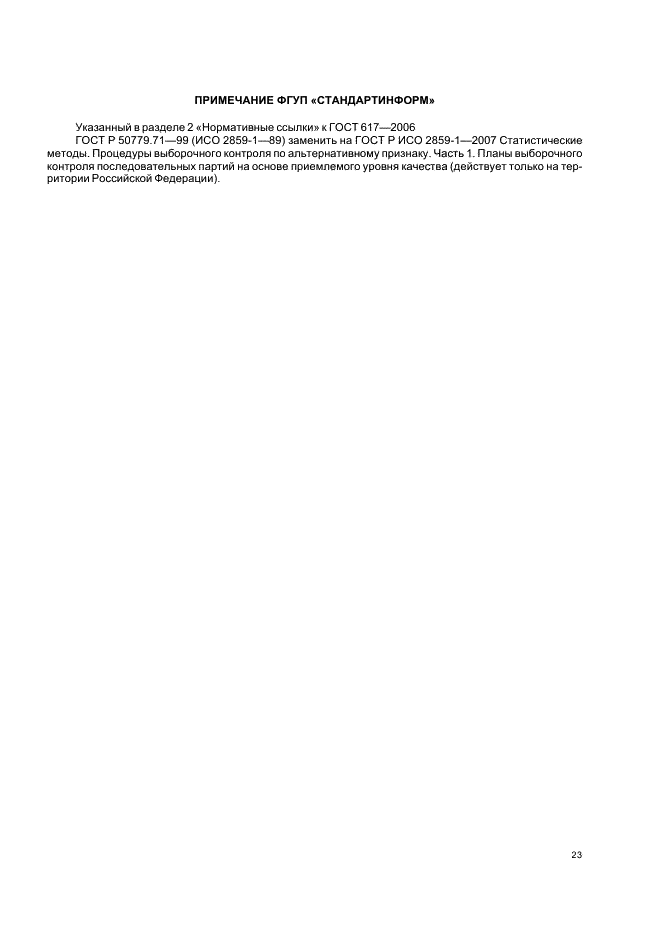 ПРИМЕЧАНИЕ ФГУП «СТАНДАРТИНФОРМ»
Указанный в разделе 2 «Нормативные ссылки» к ГОСТ 617—2006
ГОСТ Р 50779.71—99 (ИСО 2859-1—89) заменить на ГОСТ Р ИСО 2859-1—2007 Статистические
методы. Процедуры выборочного контроля по альтернативному признаку. Часть 1. Планы выборочного
контроля последовательных партий на основе приемлемого уровня качества (действует только на тер-
ритории Российской Федерации).
23